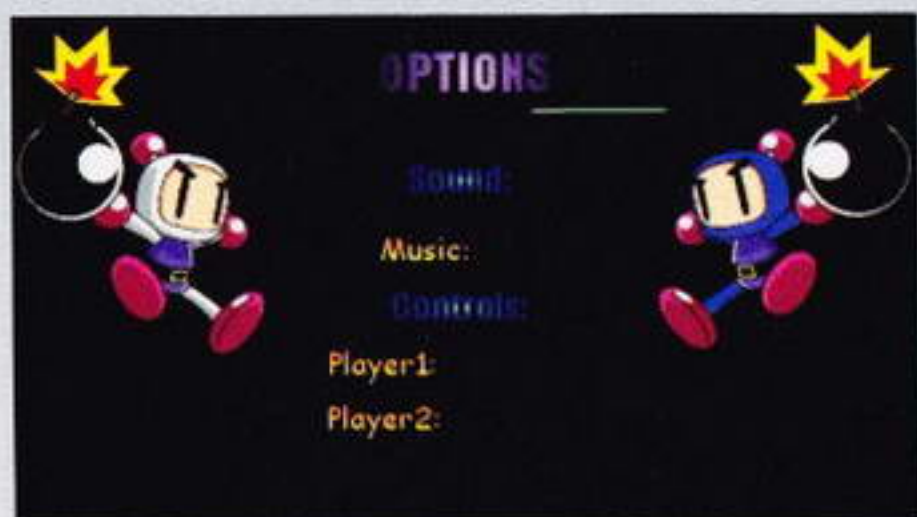 OPTIONS
Sound:
Music:
Controls:
Player1:
Player2: